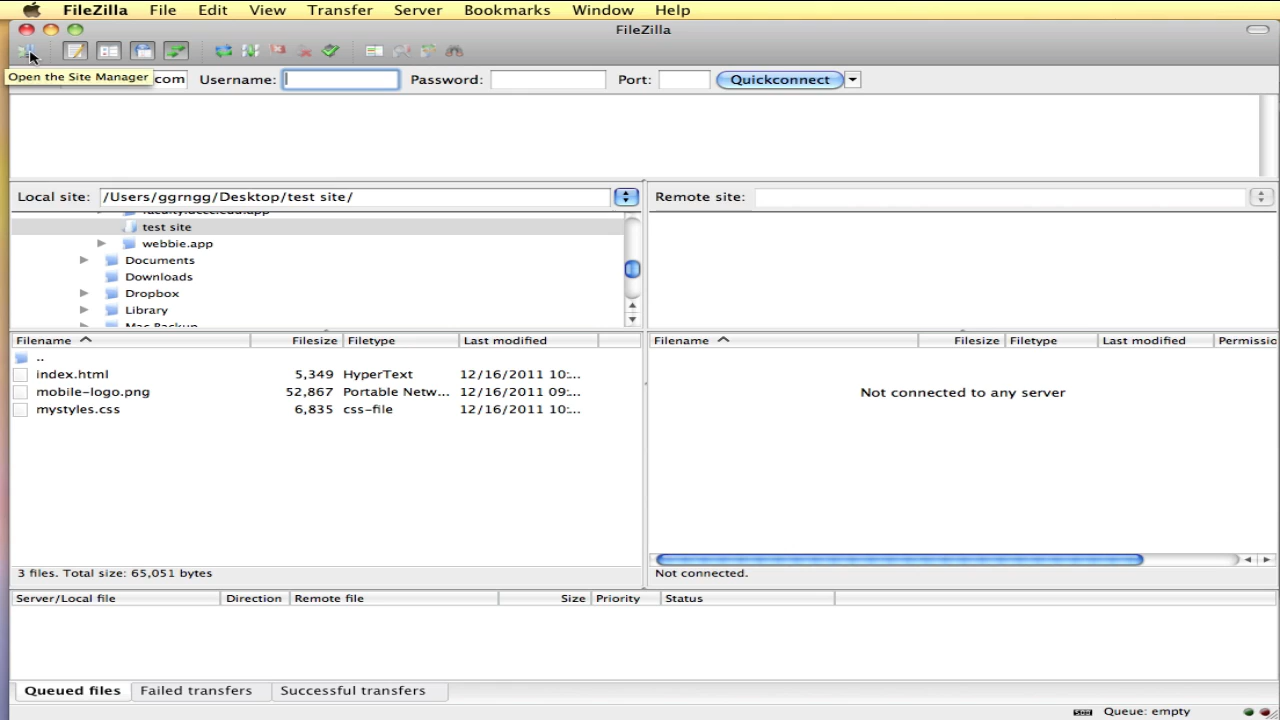 FileZilla File Edit View Transfer Server Bookmarks Window Help
FileZilla
Open the Site Manager com Username: Password: Port: Quickconnect
Local site: /Users/ggrngg/Desktop/test site/ Remote site:
test site
webbie.app
Documents
Downloads
Dropbox
Library
Mac Backup
Filename Filesize Filetype Last modified Filename Filesize Filetype Last modified Permissio
..
index.html 5,349 HyperText 12/16/2011 10:...
mobile-logo.png 52,867 Portable Netw... 12/16/2011 09:...
mystyles.css 6,835 css-file 12/16/2011 10:...
Not connected to any server
3 files. Total size: 65,051 bytes Not connected.
Server/Local file Direction Remote file Size Priority Status
Queued files Failed transfers Successful transfers
Queue: empty